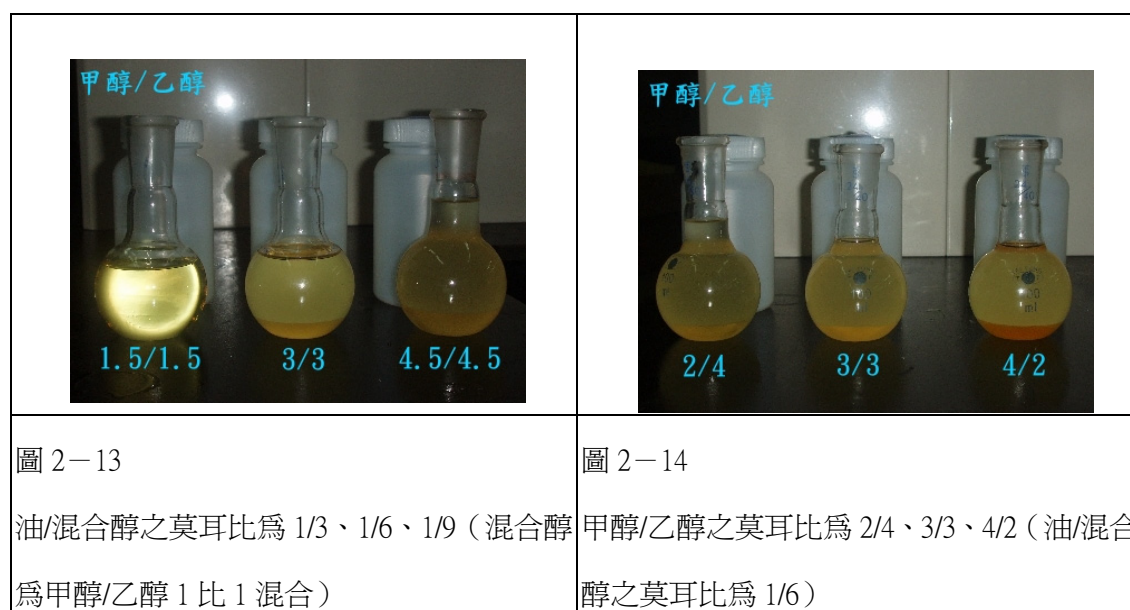 甲醇/乙醇
1.5/1.5 3/3 4.5/4.5
甲醇/乙醇
2/4 3/3 4/2
圖 2－13
油/混合醇之莫耳比爲 1/3、1/6、1/9（混合醇
爲甲醇/乙醇 1 比 1 混合）
圖 2－14
甲醇/乙醇之莫耳比爲 2/4、3/3、4/2（油/混合
醇之莫耳比爲 1/6）
ml